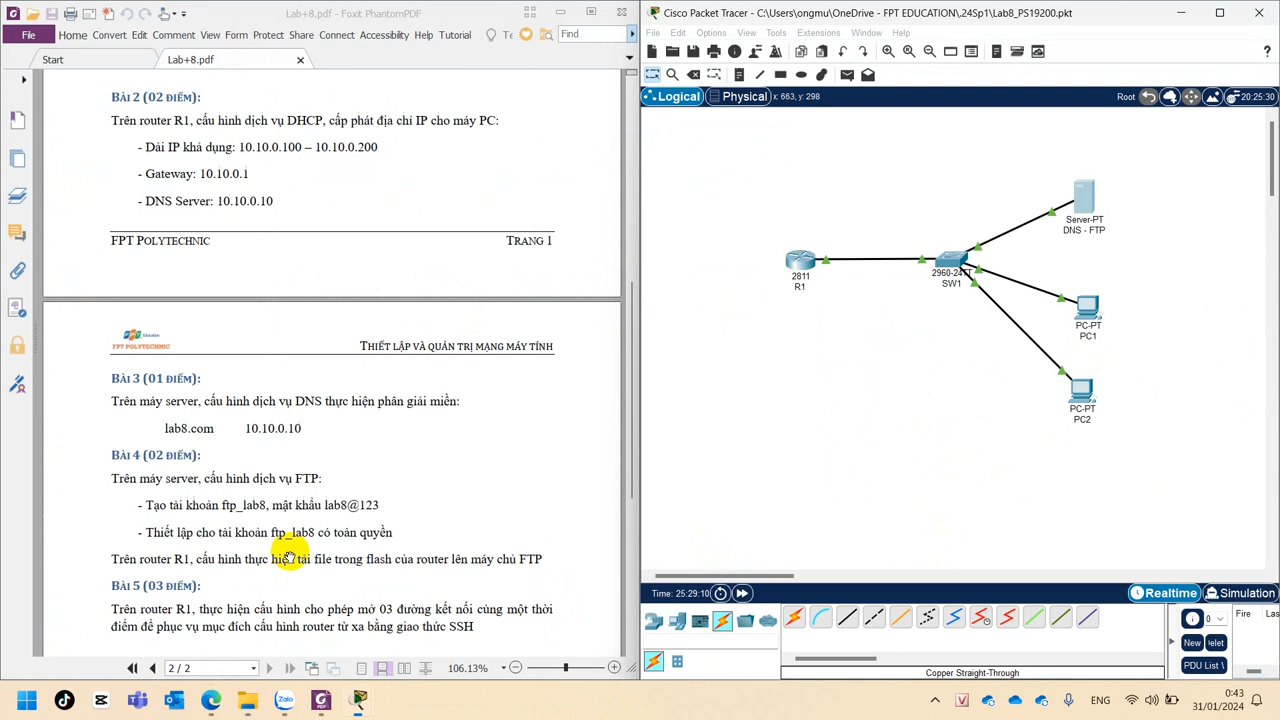 Lab+8.pdf - Foxit PhantomPDF
File Home Convert Edit Organize Comment View Form Protect Share Connect Accessibility Help Tutorial Find
Start Lab+8.pdf
BÀI 2 (02 ĐIỂM):
Trên router R1, cấu hình dịch vụ DHCP, cấp phát địa chỉ IP cho máy PC:
- Dải IP khả dụng: 10.10.0.100 – 10.10.0.200
- Gateway: 10.10.0.1
- DNS Server: 10.10.0.10
FPT POLYTECHNIC TRANG 1
FPT Education
FPT POLYTECHNIC THIẾT LẬP VÀ QUẢN TRỊ MẠNG MÁY TÍNH
BÀI 3 (01 ĐIỂM):
Trên máy server, cấu hình dịch vụ DNS thực hiện phân giải miền:
lab8.com 10.10.0.10
BÀI 4 (02 ĐIỂM):
Trên máy server, cấu hình dịch vụ FTP:
- Tạo tài khoản ftp_lab8, mật khẩu lab8@123
- Thiết lập cho tài khoản ftp_lab8 có toàn quyền
Trên router R1, cấu hình thực hiện tải file trong flash của router lên máy chủ FTP
BÀI 5 (03 ĐIỂM):
Trên router R1, thực hiện cấu hình cho phép mở 03 đường kết nối cùng một thời
điểm để phục vụ mục đích cấu hình router từ xa bằng giao thức SSH
2 / 2 106.13%
Cisco Packet Tracer - C:\Users\ongmu\OneDrive - FPT EDUCATION\.24Sp1\Lab8_PS19200.pkt
File Edit Options View Tools Extensions Window Help
Logical Physical x: 663, y: 298 Root 20:25:30
Server-PT
DNS - FTP
2811
R1
2960-24TT
SW1
PC-PT
PC1
PC-PT
PC2
Time: 25:29:10 Realtime Simulation
0 Fire
New
PDU List
Copper Straight-Through
ENG 0:43
31/01/2024